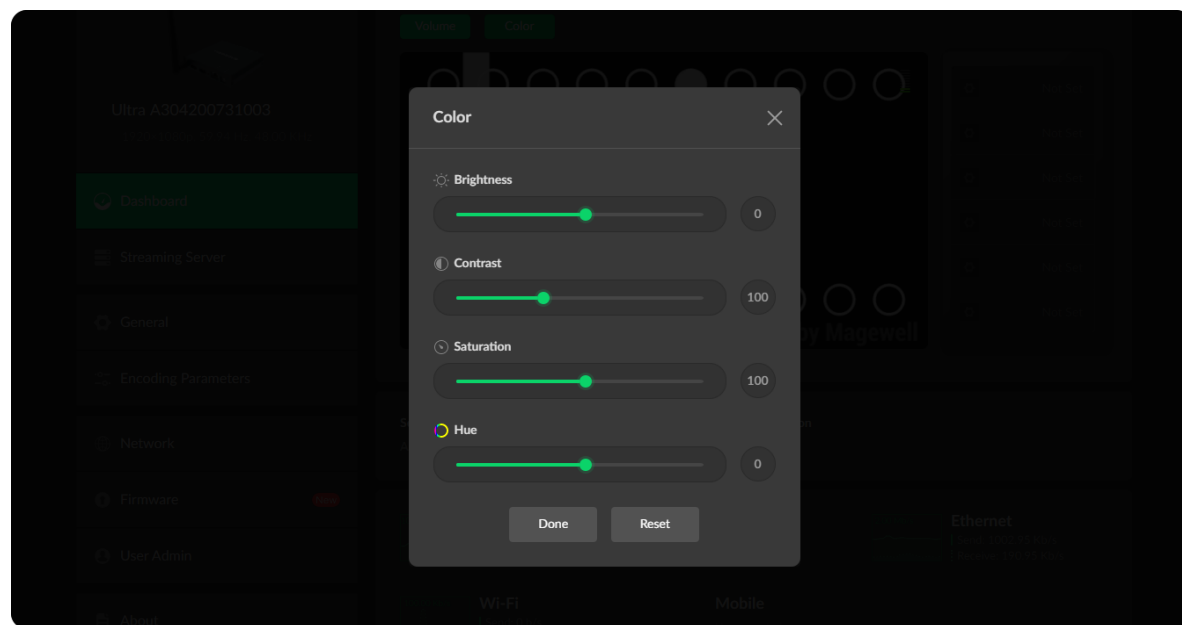 Volume Color
Ultra A304200731003
Dashboard
Streaming Server
General
Encoding Parameters
Network
Firmware New
User Admin
About
Color
Brightness
0
Contrast
100
Saturation
100
Hue
0
Done Reset
by Magewell
Ethernet
Wi-Fi
Mobile